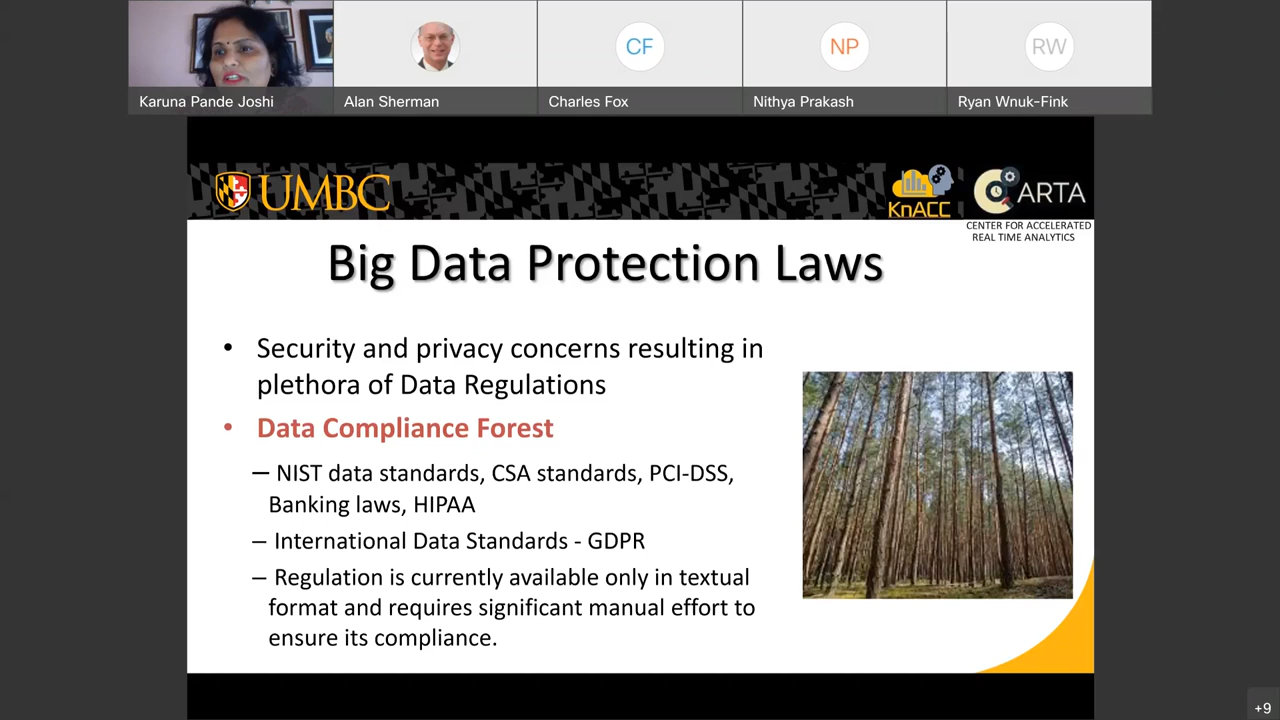 Karuna Pande Joshi
Alan Sherman
CF
Charles Fox
NP
Nithya Prakash
RW
Ryan Wnuk-Fink
UMBC
KnACC
CARTA
CENTER FOR ACCELERATED
REAL TIME ANALYTICS
Big Data Protection Laws
• Security and privacy concerns resulting in
plethora of Data Regulations
• Data Compliance Forest
– NIST data standards, CSA standards, PCI-DSS,
Banking laws, HIPAA
– International Data Standards - GDPR
– Regulation is currently available only in textual
format and requires significant manual effort to
ensure its compliance.
+9